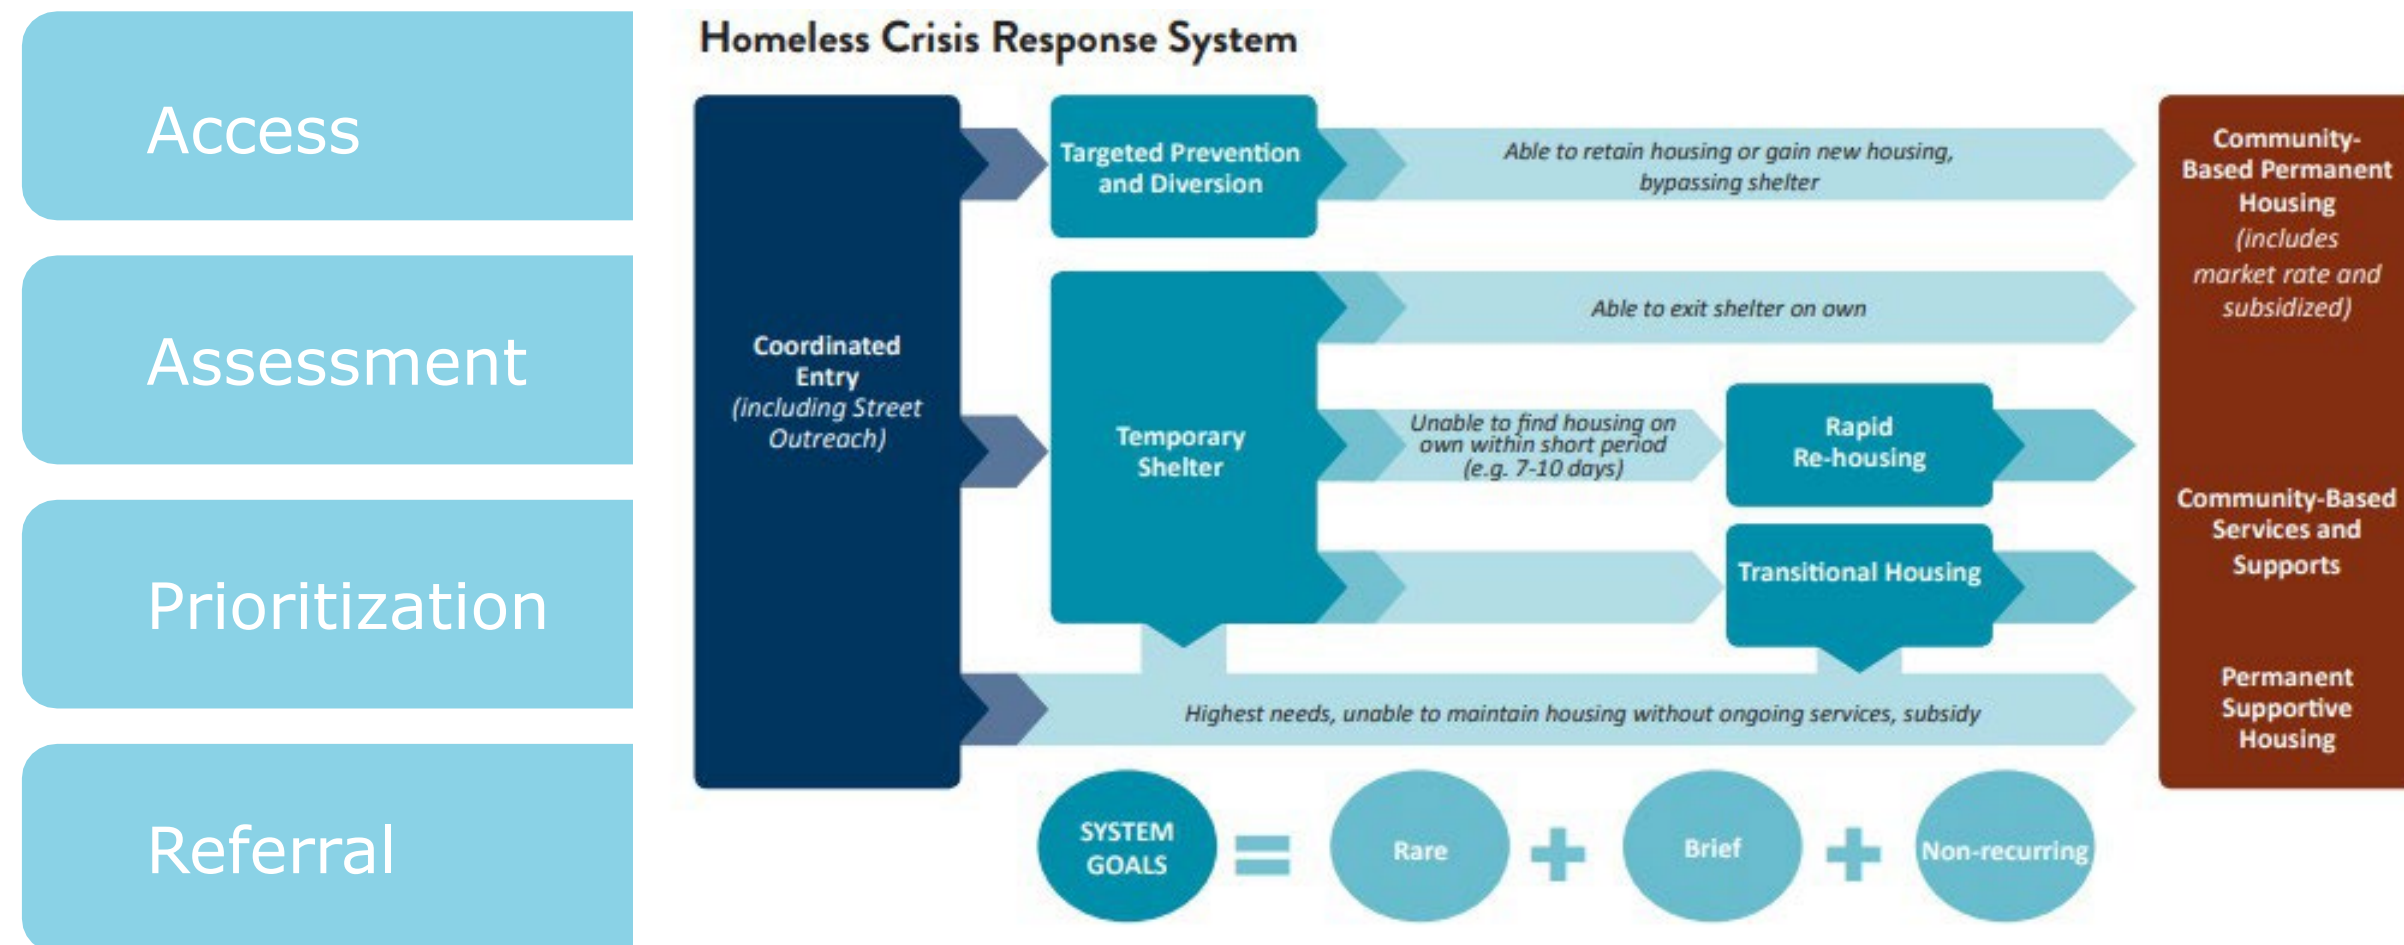 Access
Assessment
Prioritization
Referral
Homeless Crisis Response System
Coordinated
Entry
(including Street
Outreach)
Targeted Prevention
and Diversion
Able to retain housing or gain new housing,
bypassing shelter
Temporary
Shelter
Able to exit shelter on own
Unable to find housing on
own within short period
(e.g. 7-10 days)
Rapid
Re-housing
Transitional Housing
Highest needs, unable to maintain housing without ongoing services, subsidy
Community-
Based Permanent
Housing
(includes
market rate and
subsidized)
Community-Based
Services and
Supports
Permanent
Supportive
Housing
SYSTEM
GOALS
=
Rare
+
Brief
+
Non-recurring